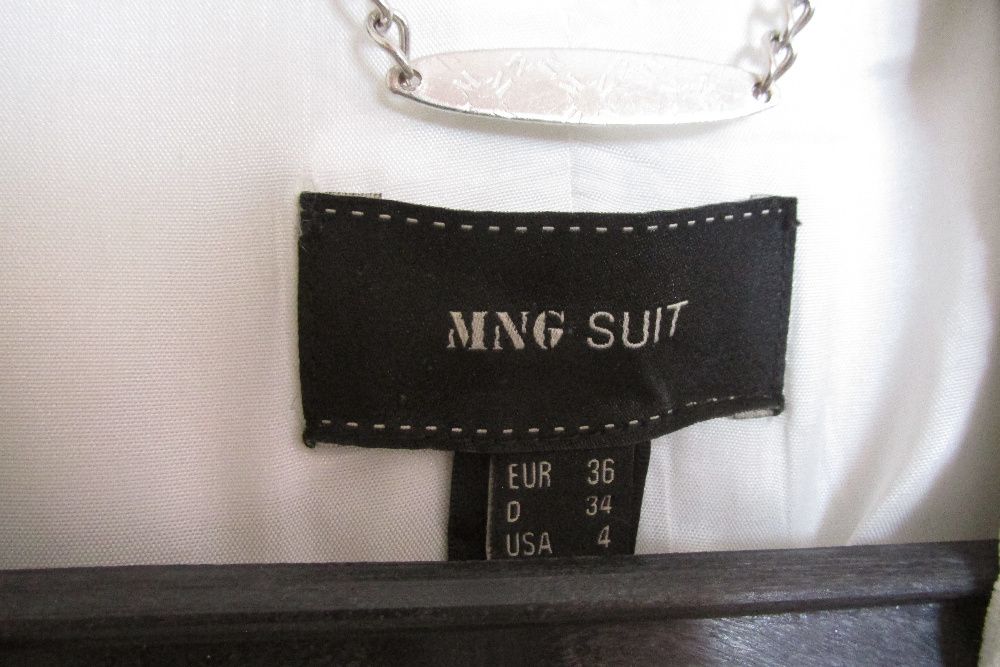 MNG SUIT
EUR 36
D 34
USA 4